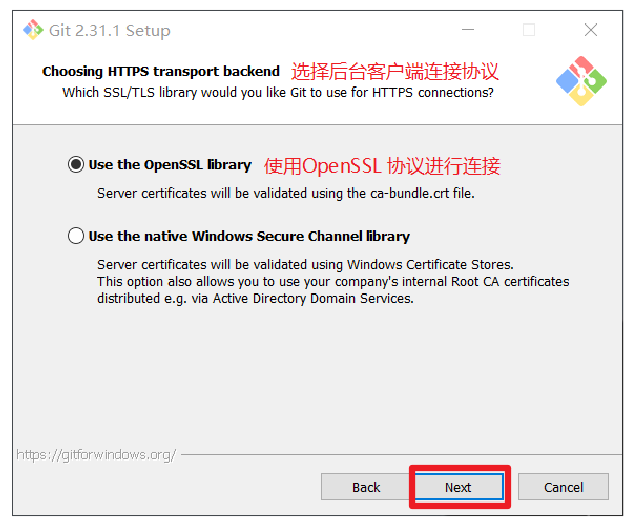 Git 2.31.1 Setup
Choosing HTTPS transport backend 选择后台客户端连接协议
Which SSL/TLS library would you like Git to use for HTTPS connections?
Use the OpenSSL library 使用OpenSSL 协议进行连接
Server certificates will be validated using the ca-bundle.crt file.
Use the native Windows Secure Channel library
Server certificates will be validated using Windows Certificate Stores.
This option also allows you to use your company's internal Root CA certificates
distributed e.g. via Active Directory Domain Services.
https://gitforwindows.org/
Back Next Cancel